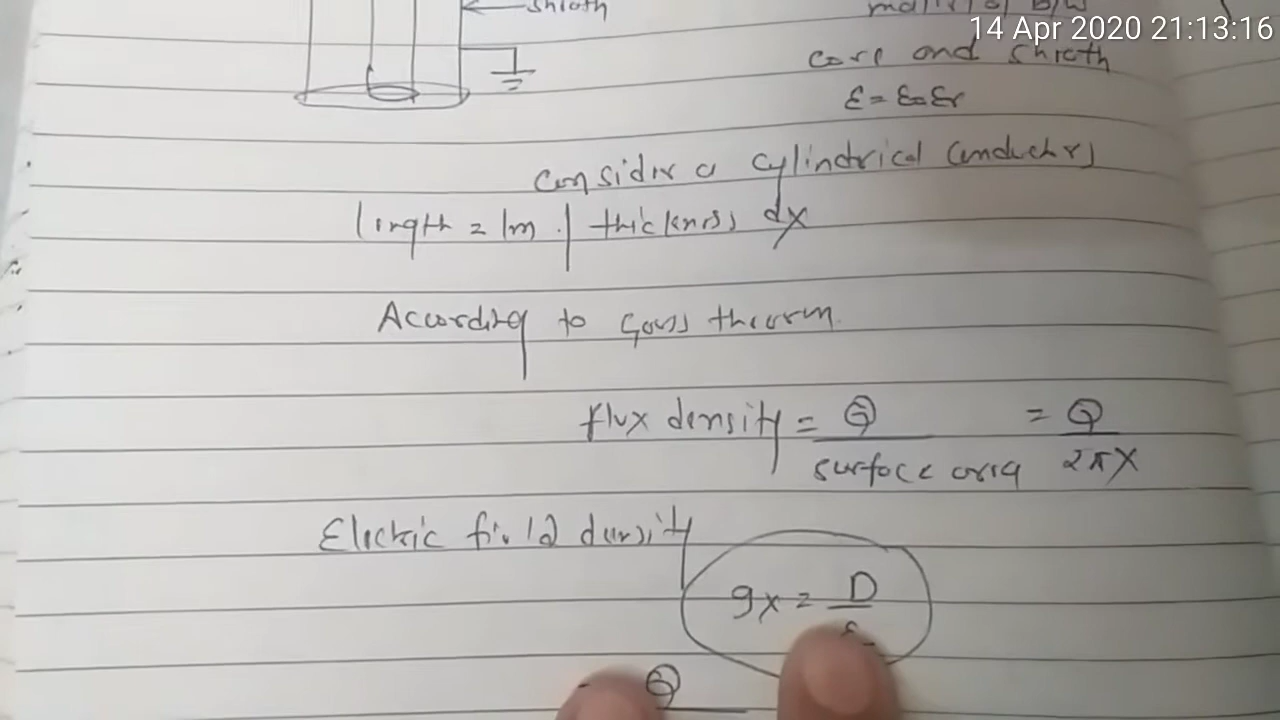 sheath
14 Apr 2020 21:13:16
core and sheath
ε = ε₀εr
Consider a cylindrical conductor)
length = 1m. | thickness dx
According to Gauss theorem.
flux density = Q / surface area = Q / 2πx
Electric field density
gx = D / ε
Q